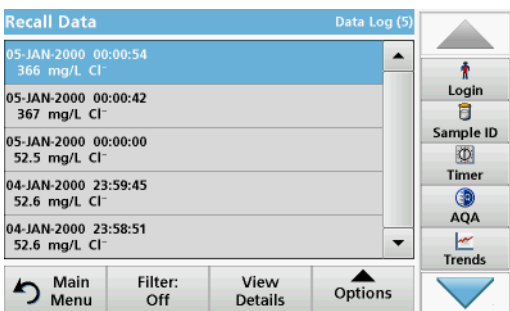 Recall Data Data Log (5)
05-JAN-2000 00:00:54
366 mg/L Cl⁻
05-JAN-2000 00:00:42
367 mg/L Cl⁻
05-JAN-2000 00:00:00
52.5 mg/L Cl⁻
04-JAN-2000 23:59:45
52.6 mg/L Cl⁻
04-JAN-2000 23:58:51
52.6 mg/L Cl⁻
Login
Sample ID
Timer
AQA
Trends
Main Menu
Filter: Off
View Details
Options